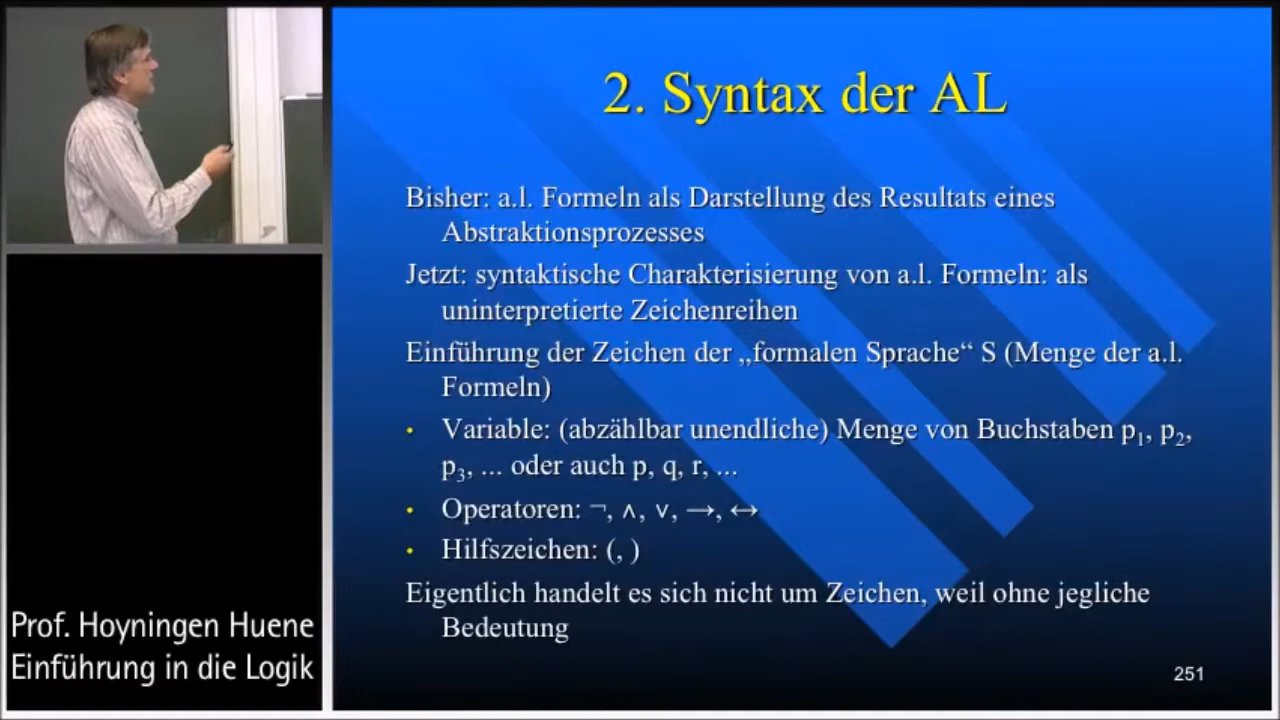 2. Syntax der AL
Bisher: a.l. Formeln als Darstellung des Resultats eines
Abstraktionsprozesses
Jetzt: syntaktische Charakterisierung von a.l. Formeln: als
uninterpretierte Zeichenreihen
Einführung der Zeichen der „formalen Sprache“ S (Menge der a.l.
Formeln)
• Variable: (abzählbar unendliche) Menge von Buchstaben p₁, p₂,
p₃, ... oder auch p, q, r, ...
• Operatoren: ¬, ∧, ∨, →, ↔
• Hilfszeichen: (, )
Eigentlich handelt es sich nicht um Zeichen, weil ohne jegliche
Bedeutung
251
Prof. Hoyningen Huene
Einführung in die Logik